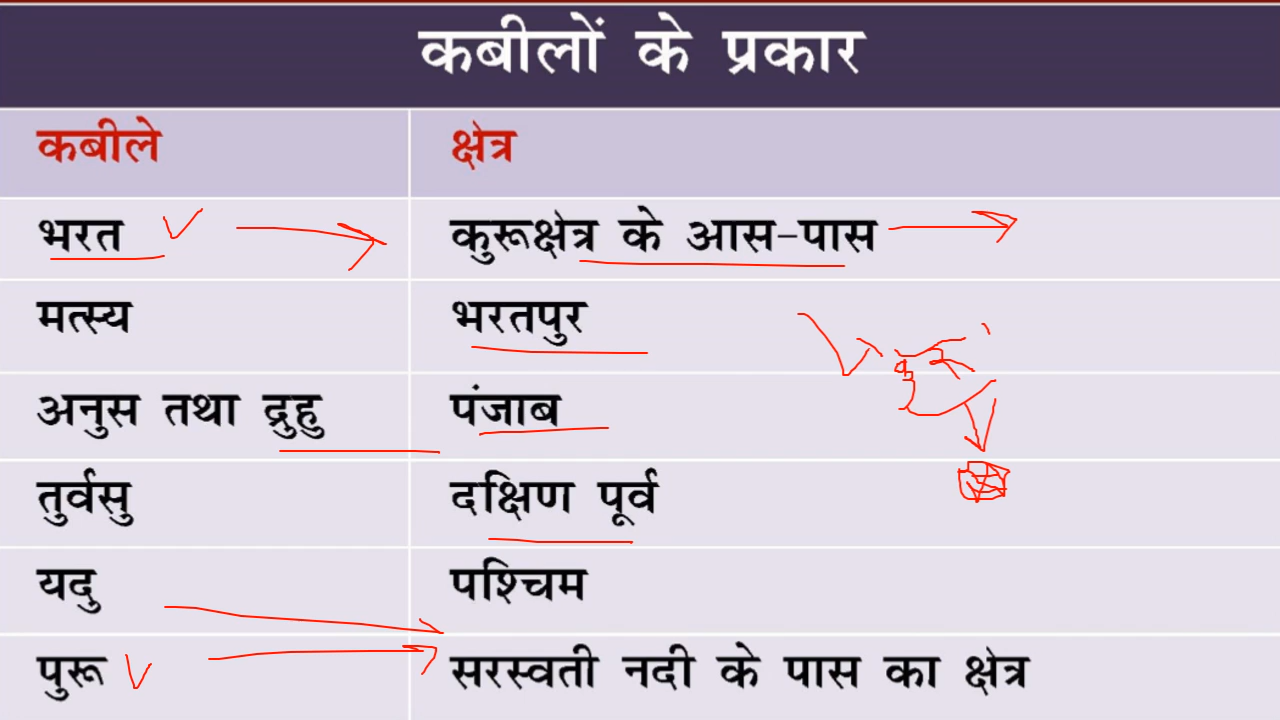 कबीलों के प्रकार
कबीले क्षेत्र
भरत कुरूक्षेत्र के आस-पास
मत्स्य भरतपुर
अनुस तथा द्रुहु पंजाब
तुर्वसु दक्षिण पूर्व
यदु पश्चिम
पुरू सरस्वती नदी के पास का क्षेत्र